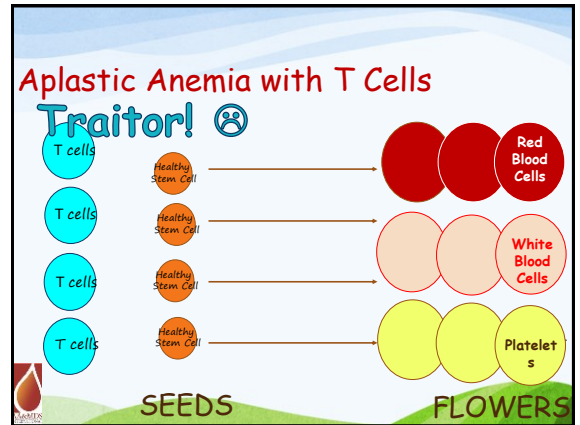 Aplastic Anemia with T Cells
Traitor! ☹
T cells
Healthy
Stem Cell
Red
Blood
Cells
T cells
Healthy
Stem Cell
White
Blood
Cells
T cells
Healthy
Stem Cell
T cells
Healthy
Stem Cell
Platelet
s
SEEDS
FLOWERS